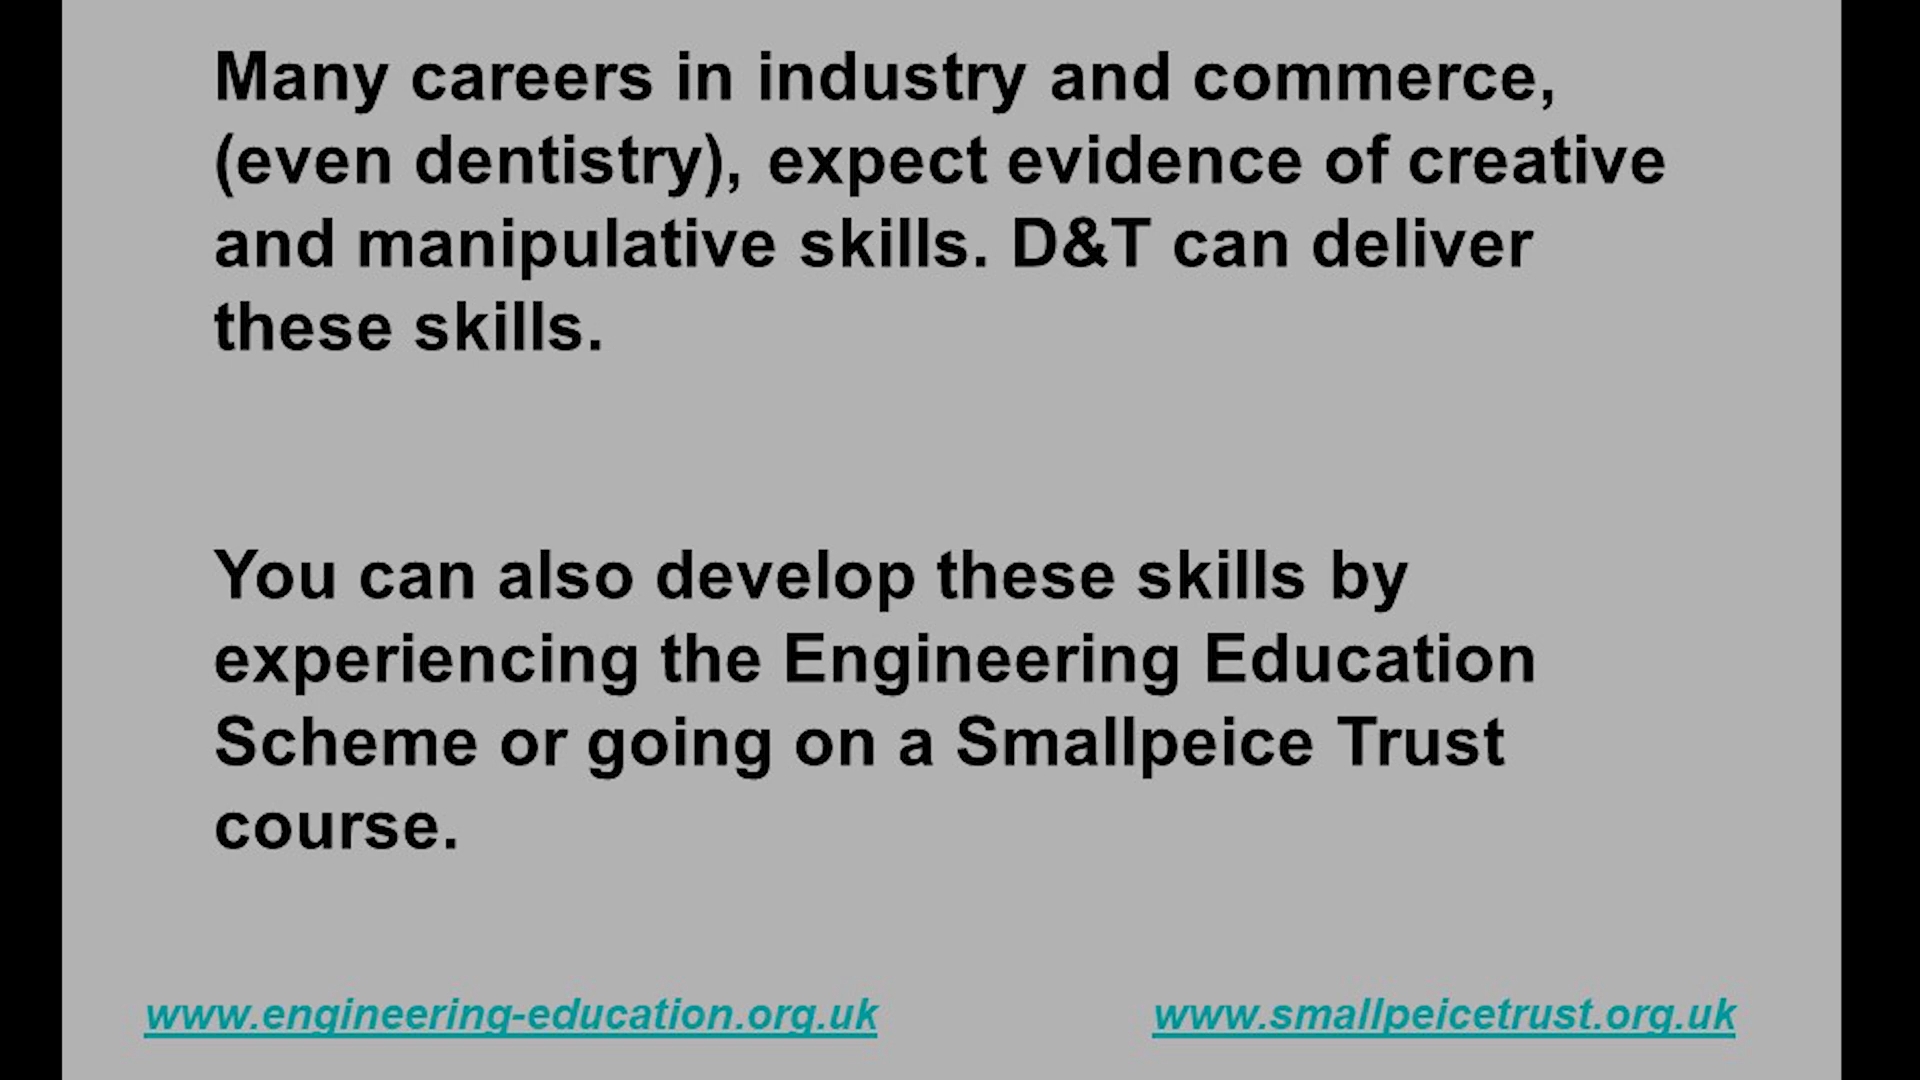 Many careers in industry and commerce,
(even dentistry), expect evidence of creative
and manipulative skills. D&T can deliver
these skills.
You can also develop these skills by
experiencing the Engineering Education
Scheme or going on a Smallpeice Trust
course.
www.engineering-education.org.uk
www.smallpeicetrust.org.uk